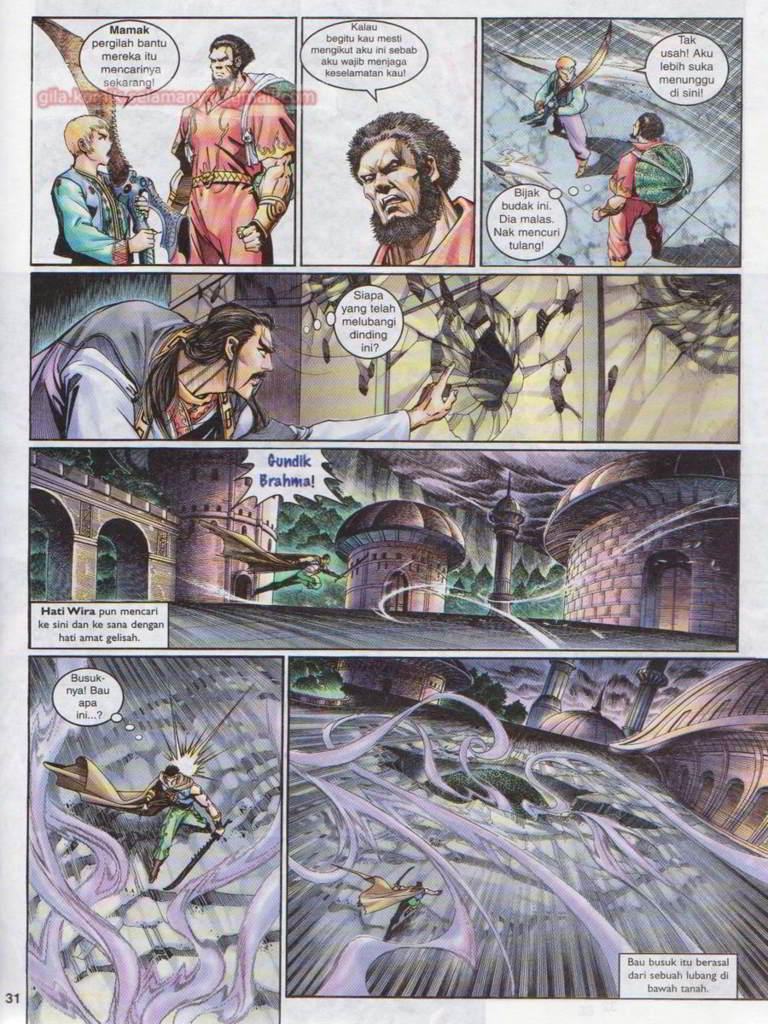 Mamak
pergilah bantu
mereka itu
mencarinya
sekarang!
Kalau
begitu kau mesti
mengikut aku ini sebab
aku wajib menjaga
keselamatan kau!
Tak
usah! Aku
lebih suka
menunggu
di sini!
Bijak
budak ini.
Dia malas.
Nak mencuri
tulang!
Siapa
yang telah
melubangi
dinding
ini?
Gundik
Brahma!
Hati Wira pun mencari
ke sini dan ke sana dengan
hati amat gelisah.
Busuk-
nya! Bau
apa
ini...?
Bau busuk itu berasal
dari sebuah lubang di
bawah tanah.
31